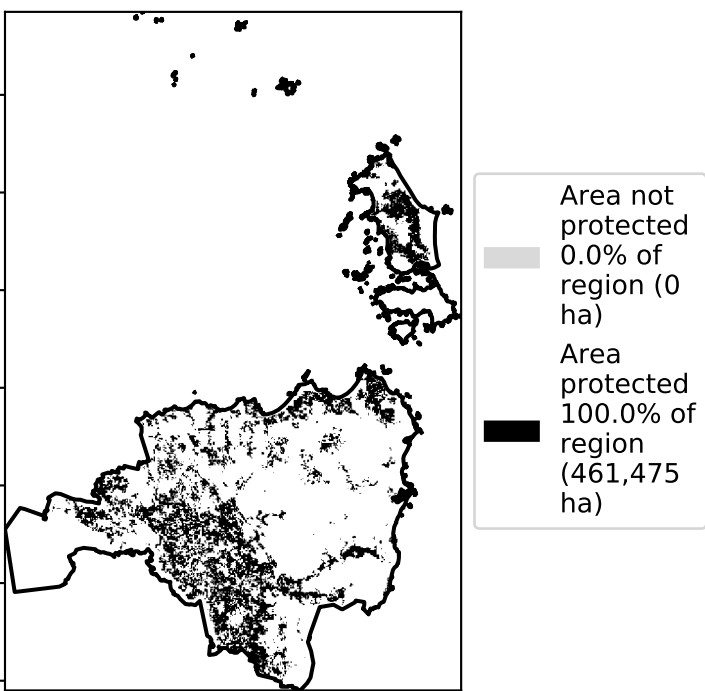 Area not
protected
0.0% of
region (0
ha)
Area
protected
100.0% of
region
(461,475
ha)